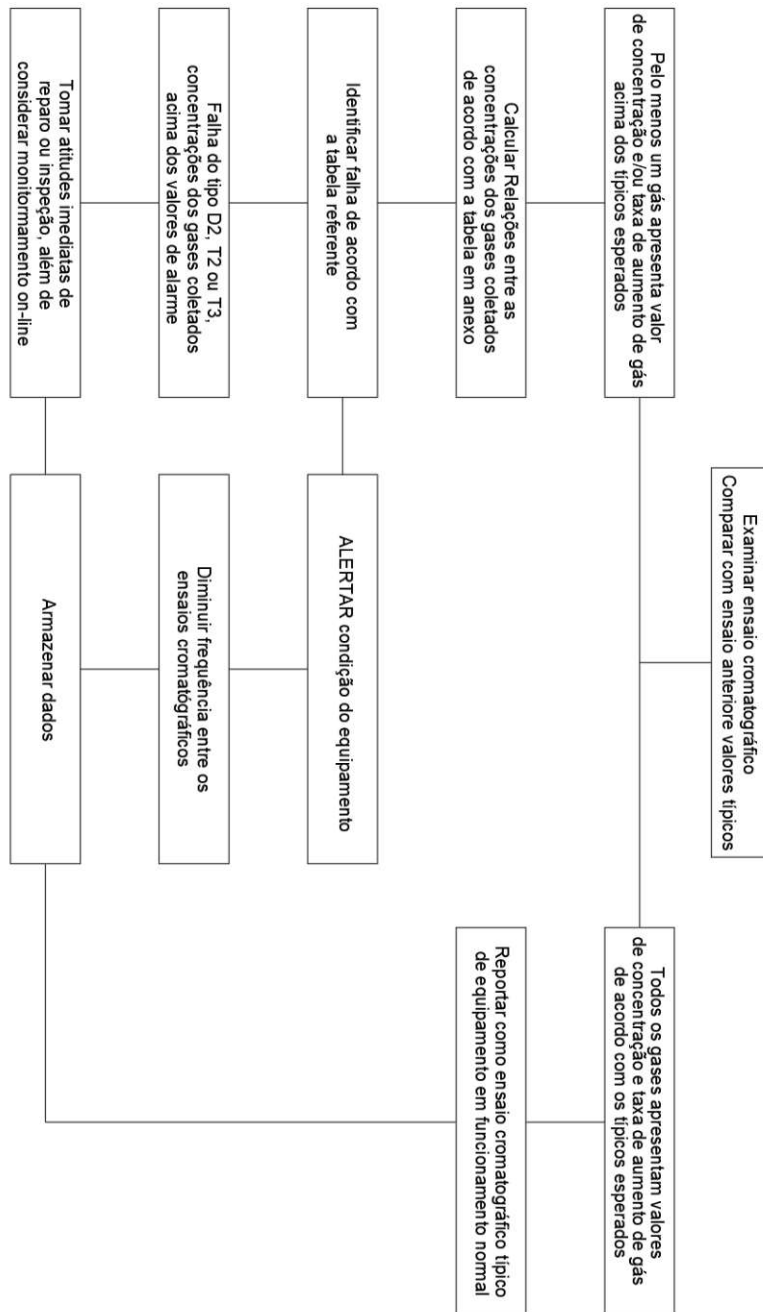 Examinar ensaio cromatográfico
Comparar com ensaio anteriore valores típicos
Pelo menos um gás apresenta valor
de concentração e/ou taxa de aumento de gás
acima dos típicos esperados
Todos os gases apresentam valores
de concentração e taxa de aumento de gás
de acordo com os típicos esperados
Calcular Relações entre as
concentrações dos gases coletados
de acordo com a tabela em anexo
Reportar como ensaio cromatográfico típico
de equipamento em funcionamento normal
Identificar falha de acordo com
a tabela referente
ALERTAR condição do equipamento
Falha do tipo D2, T2 ou T3,
concentrações dos gases coletados
acima dos valores de alarme
Diminuir frequência entre os
ensaios cromatógráficos
Tomar atitudes imediatas de
reparo ou inspeção, além de
considerar monitormamento on-line
Armazenar dados